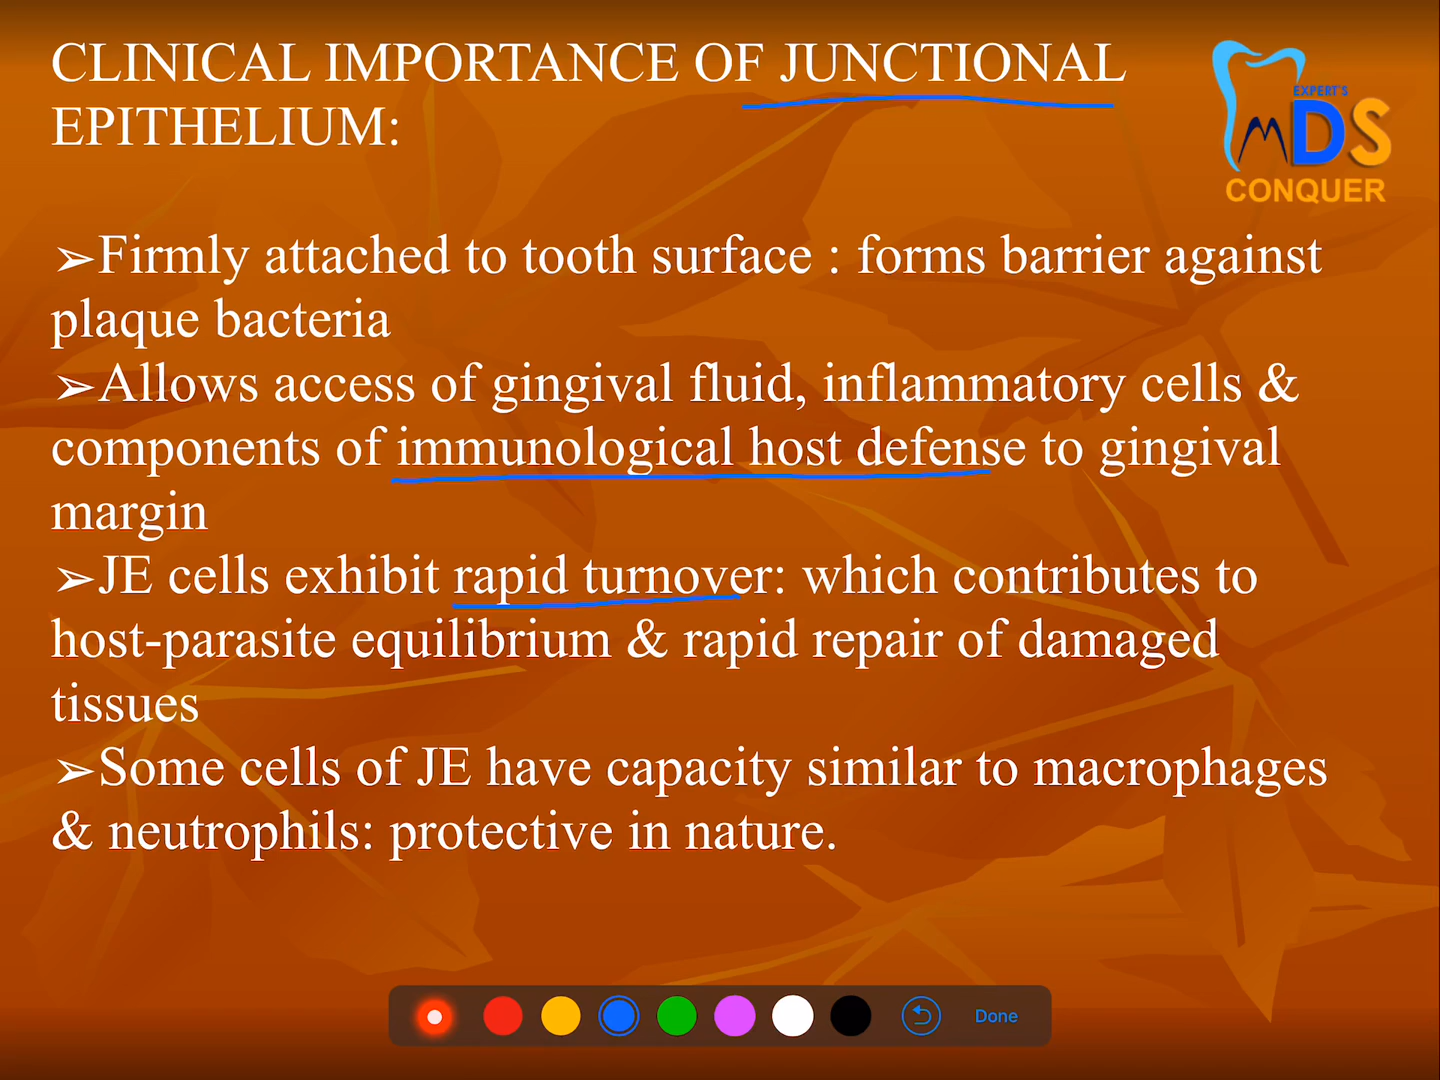 CLINICAL IMPORTANCE OF JUNCTIONAL
EPITHELIUM:
EXPERT'S
MDS
CONQUER
➢Firmly attached to tooth surface : forms barrier against
plaque bacteria
➢Allows access of gingival fluid, inflammatory cells &
components of immunological host defense to gingival
margin
➢JE cells exhibit rapid turnover: which contributes to
host-parasite equilibrium & rapid repair of damaged
tissues
➢Some cells of JE have capacity similar to macrophages
& neutrophils: protective in nature.
Done